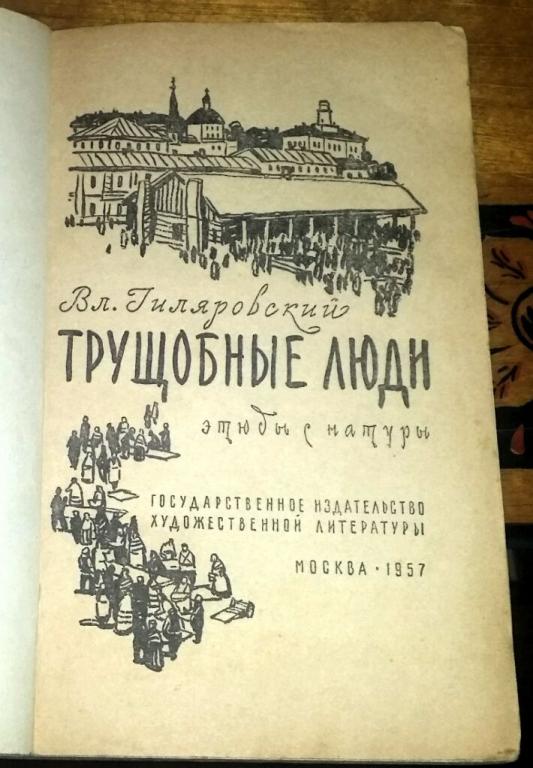 Вл. Гиляровский
ТРУЩОБНЫЕ ЛЮДИ
этюды с натуры
ГОСУДАРСТВЕННОЕ ИЗДАТЕЛЬСТВО
ХУДОЖЕСТВЕННОЙ ЛИТЕРАТУРЫ
МОСКВА • 1957